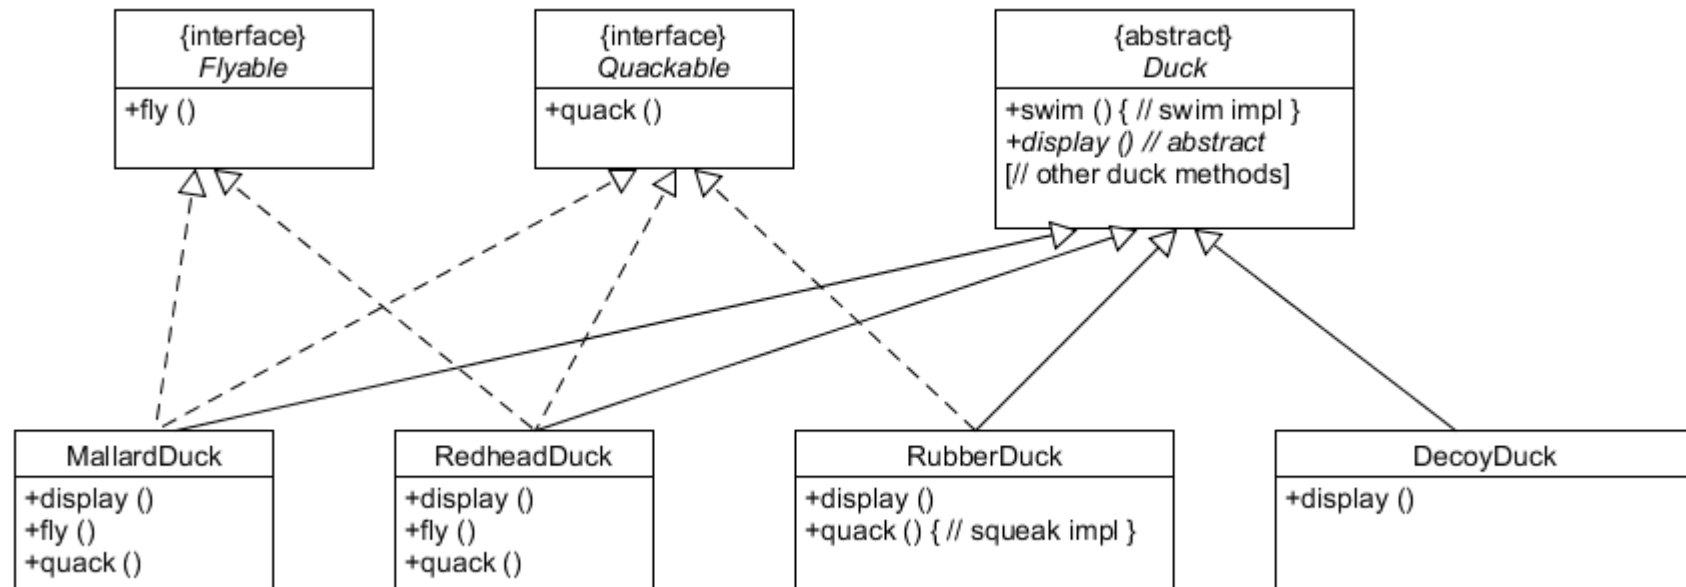 {interface}
Flyable
+fly ()
{interface}
Quackable
+quack ()
{abstract}
Duck
+swim () { // swim impl }
+display () // abstract
[// other duck methods]
MallardDuck
+display ()
+fly ()
+quack ()
RedheadDuck
+display ()
+fly ()
+quack ()
RubberDuck
+display ()
+quack () { // squeak impl }
DecoyDuck
+display ()